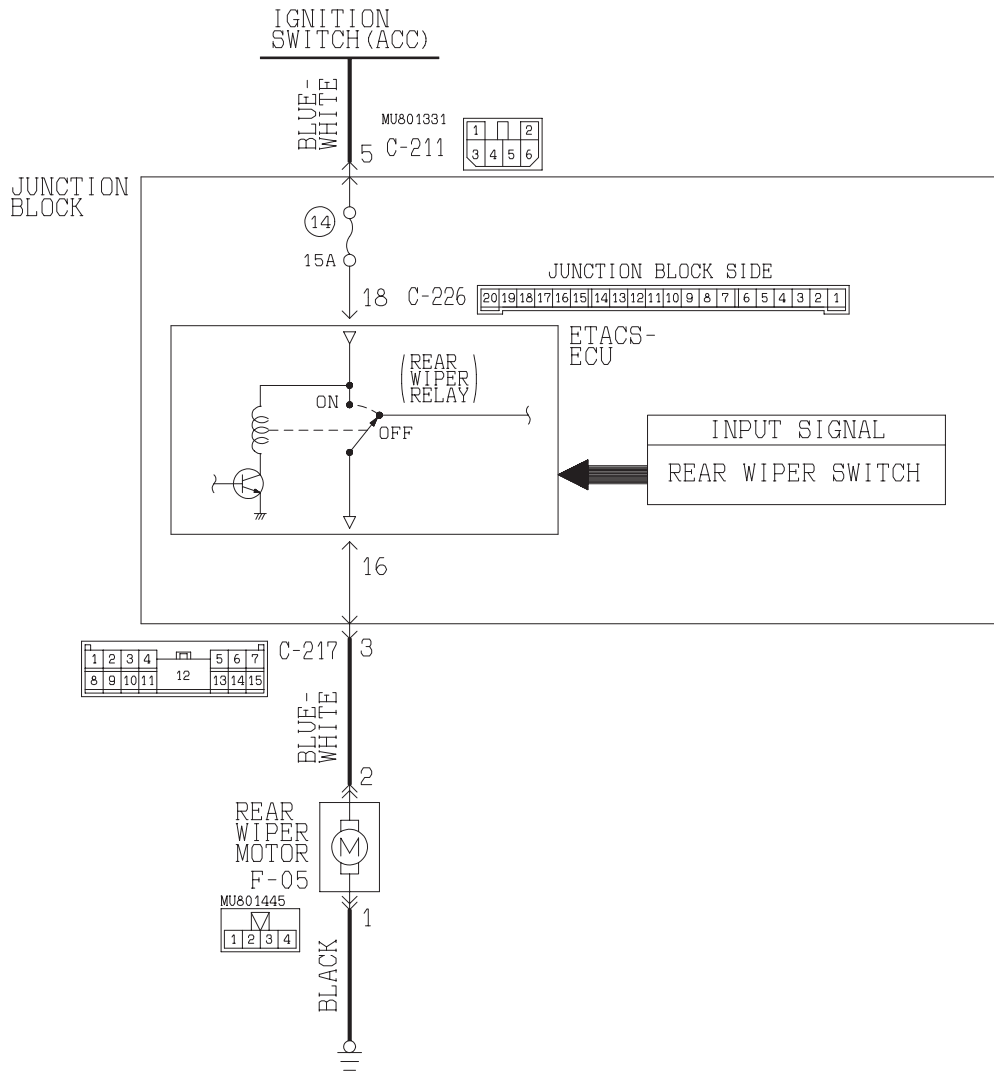 IGNITION
SWITCH(ACC)
BLUE-
WHITE
MU801331
5 C-211
1 2
3 4 5 6
JUNCTION
BLOCK
14
15A
JUNCTION BLOCK SIDE
18 C-226
20 19 18 17 16 15 14 13 12 11 10 9 8 7 6 5 4 3 2 1
ETACS-
ECU
(REAR
WIPER
RELAY)
ON
OFF
INPUT SIGNAL
REAR WIPER SWITCH
16
C-217 3
1 2 3 4 5 6 7
8 9 10 11 12 13 14 15
BLUE-
WHITE
2
REAR
WIPER
MOTOR
M
F-05
MU801445
1 2 3 4
1
BLACK